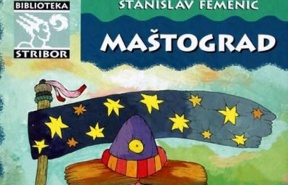 BIBLIOTEKA
STRIBOR
STANISLAV FEMENIĆ
MAŠTOGRAD